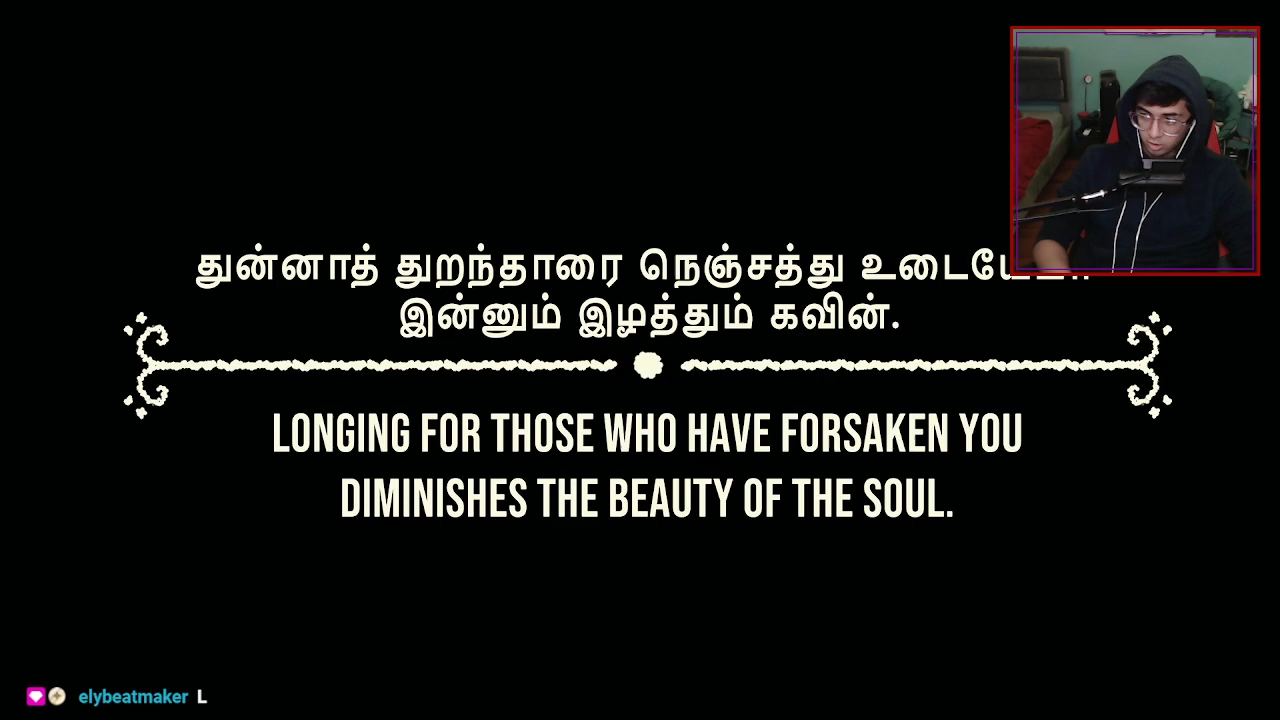 துன்னாத் துறந்தாரை நெஞ்சத்து
இன்னும் இழத்தும் கவின்.
LONGING FOR THOSE WHO HAVE FORSAKEN YOU
DIMINISHES THE BEAUTY OF THE SOUL.
elybeatmaker L